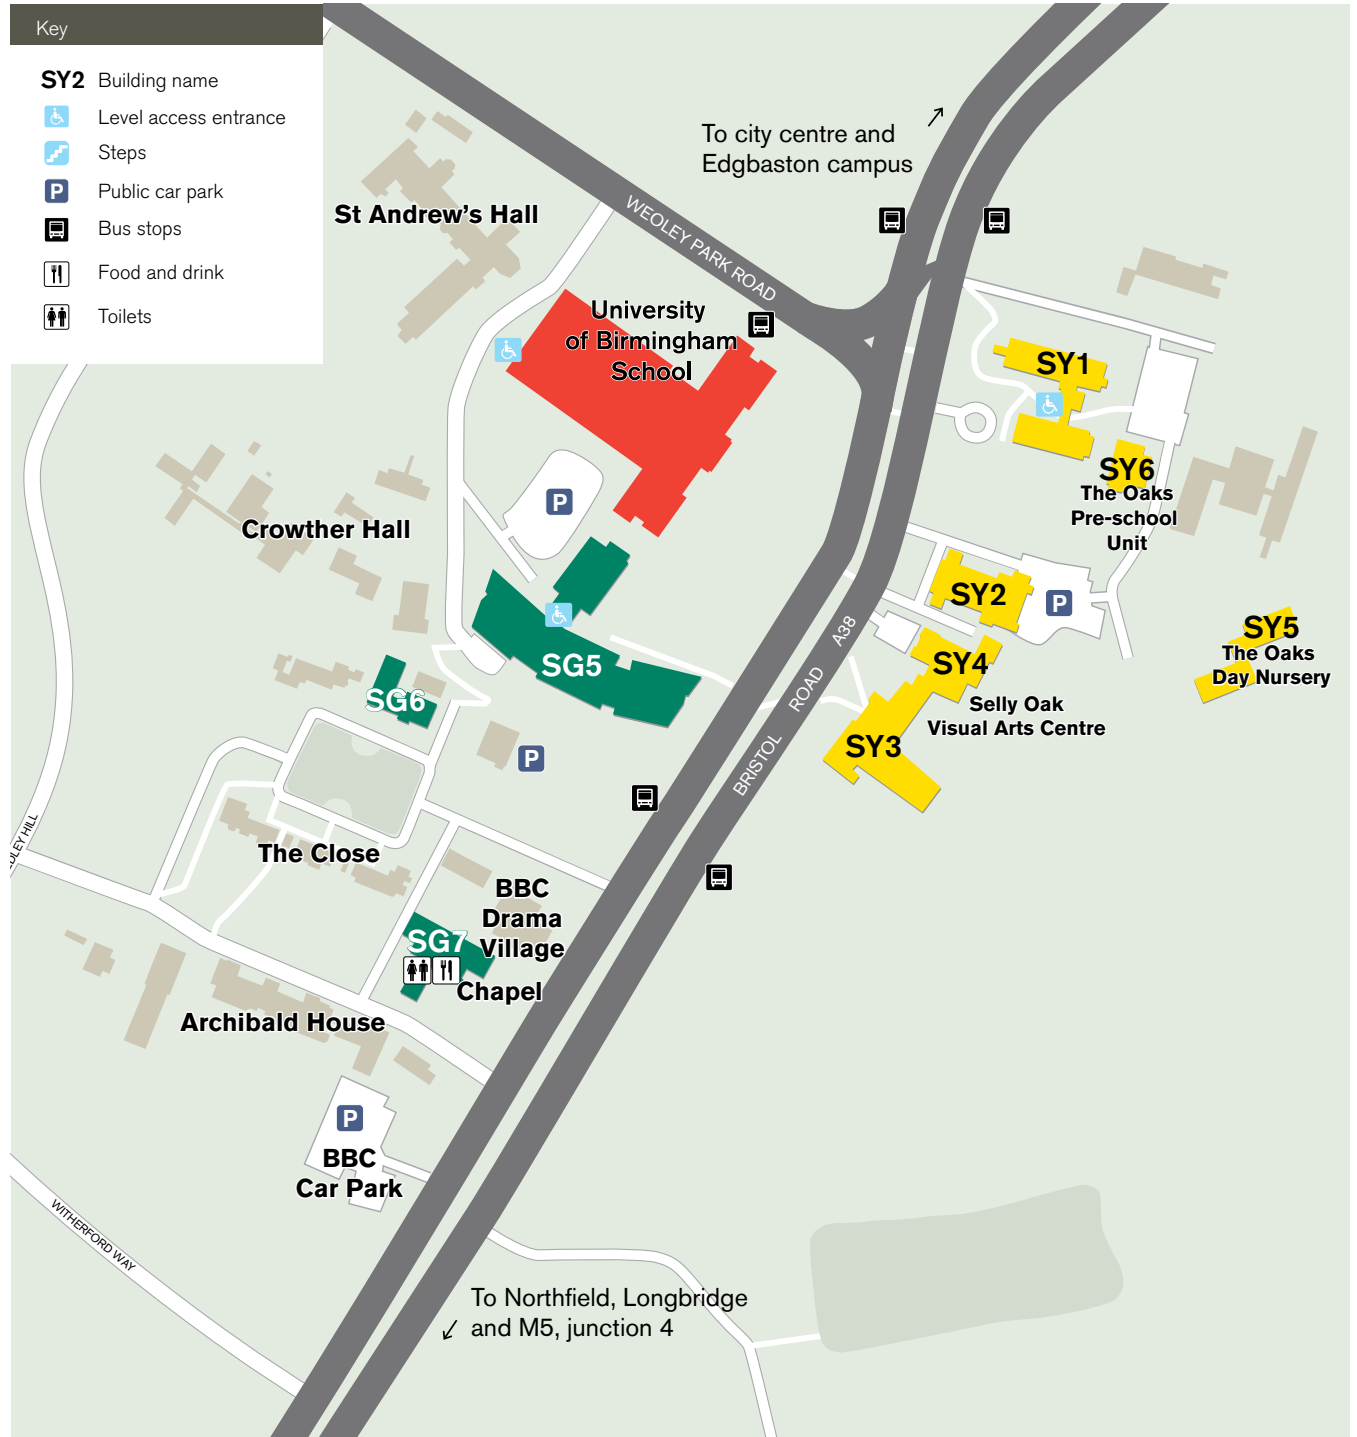 Key
SY2 Building name
Level access entrance
Steps
P Public car park
Bus stops
Food and drink
Toilets
To city centre and
Edgbaston campus
St Andrew's Hall
WEOLEY PARK ROAD
University
of Birmingham
School
SY1
SY6
The Oaks
Pre-school
Unit
P
Crowther Hall
SY2
P
SY5
The Oaks
Day Nursery
SG5
SY4
Selly Oak
Visual Arts Centre
SY3
SG6
BRISTOL ROAD A38
P
The Close
BBC
Drama
Village
SG7
Chapel
Archibald House
P
BBC
Car Park
WITHERFORD WAY
To Northfield, Longbridge
and M5, junction 4
HILL